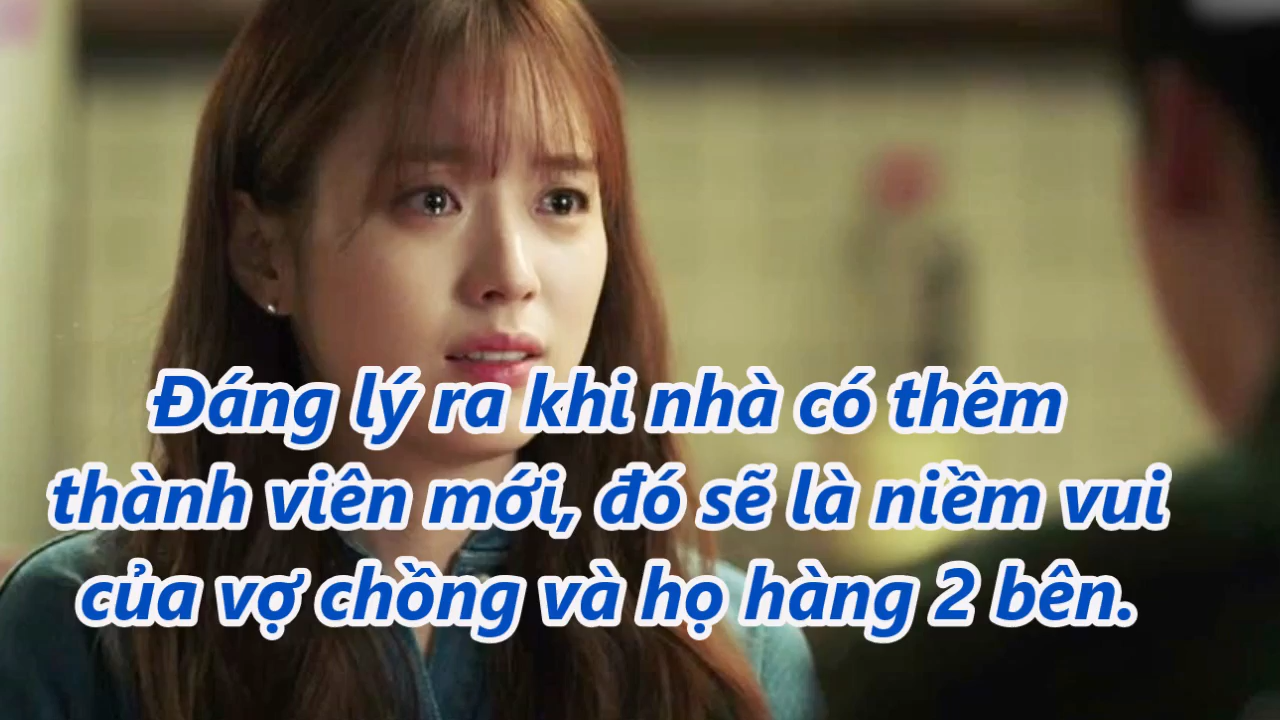 Đáng lý ra khi nhà có thêm
thành viên mới, đó sẽ là niềm vui
của vợ chồng và họ hàng 2 bên.